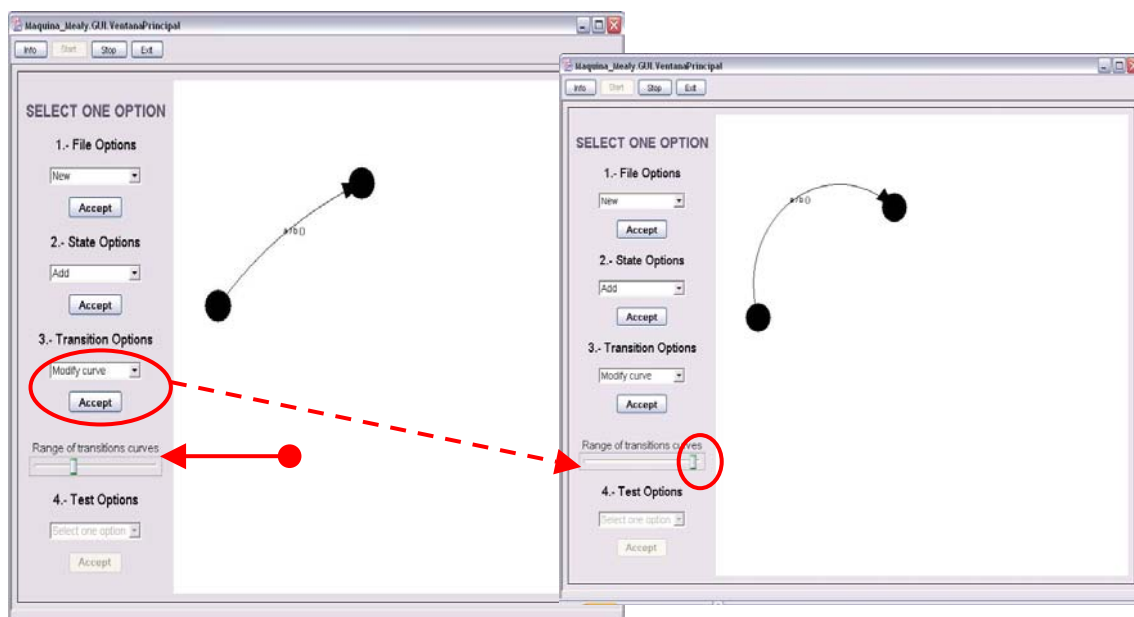 Maquina_Mealy.GUI.VentanaPrincipal
Info Start Stop Exit
SELECT ONE OPTION
1.- File Options
New
Accept
2.- State Options
Add
Accept
3.- Transition Options
Modify curve
Accept
Range of transitions curves
4.- Test Options
Select one option
Accept
a / b ()
Maquina_Mealy.GUI.VentanaPrincipal
Info Start Stop Exit
SELECT ONE OPTION
1.- File Options
New
Accept
2.- State Options
Add
Accept
3.- Transition Options
Modify curve
Accept
Range of transitions curves
4.- Test Options
Select one option
Accept
a / b ()